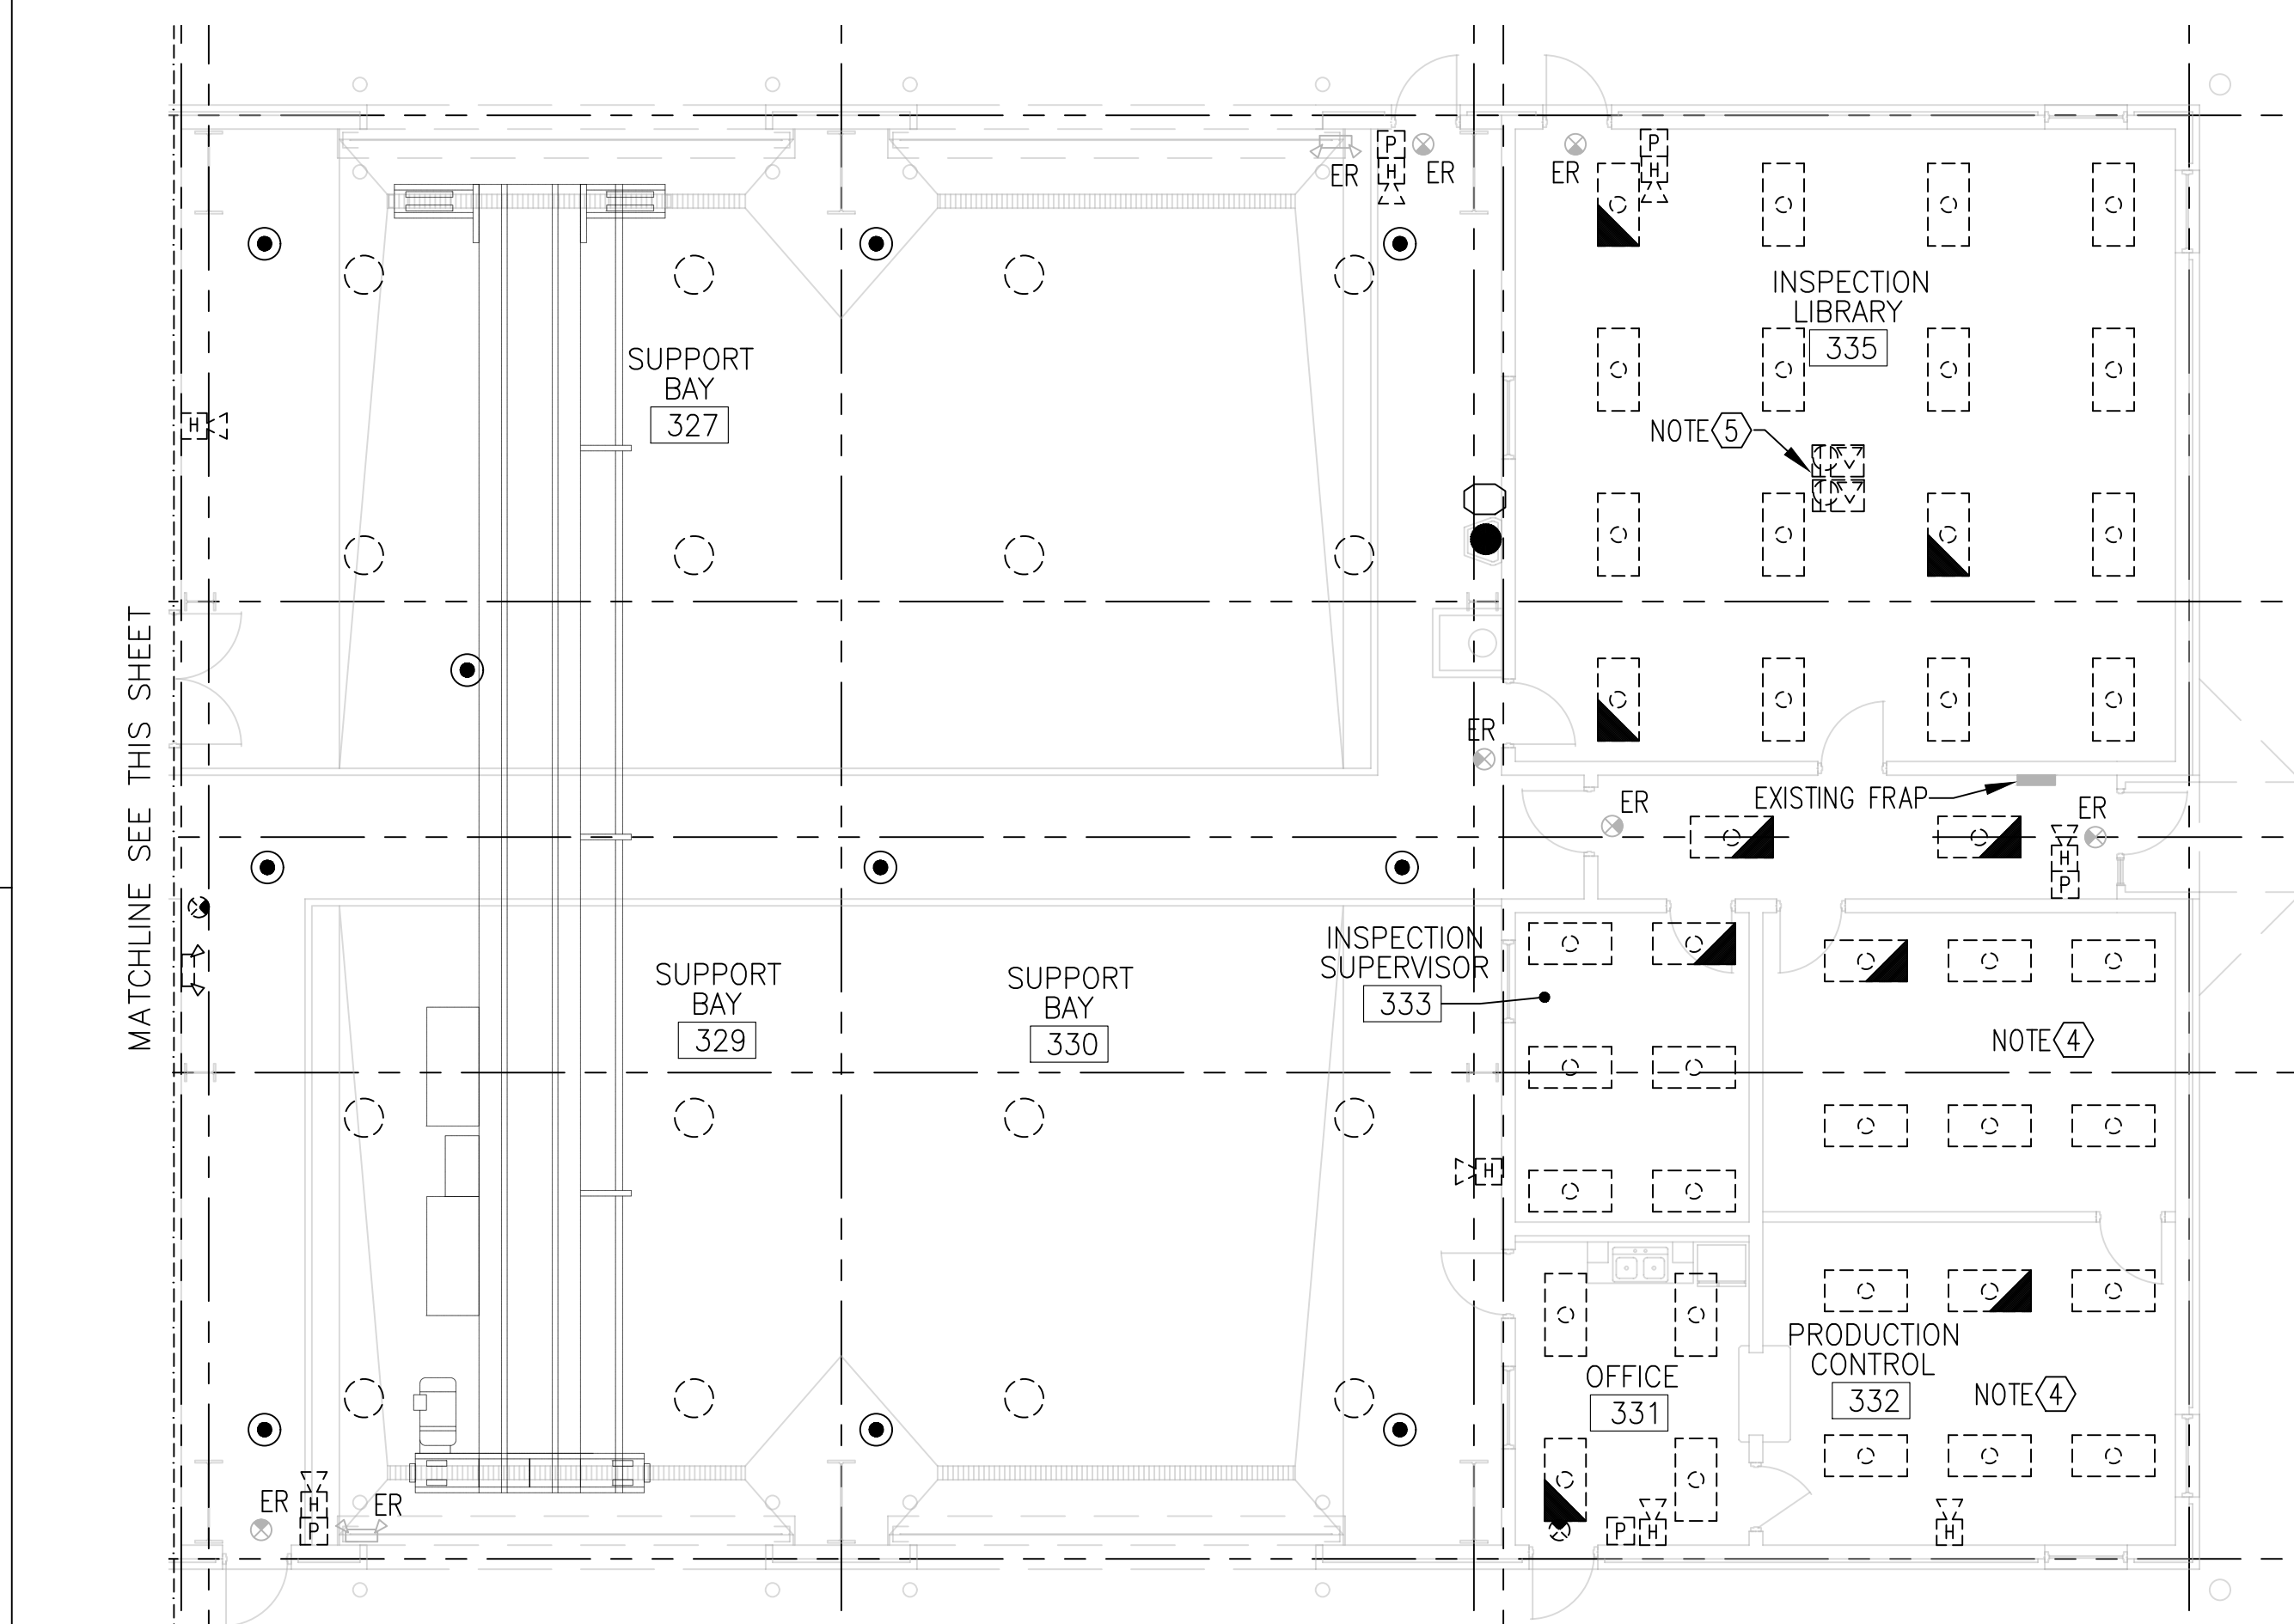 P
H
ER
ER
ER
P
H
INSPECTION
LIBRARY
335
SUPPORT
BAY
327
H
NOTE 5
MATCHLINE SEE THIS SHEET
ER
EXISTING FRAP
ER
ER
H
P
INSPECTION
SUPERVISOR
333
SUPPORT
BAY
329
SUPPORT
BAY
330
NOTE 4
H
PRODUCTION
CONTROL
332
OFFICE
331
NOTE 4
ER
H
P
ER
P
H
H